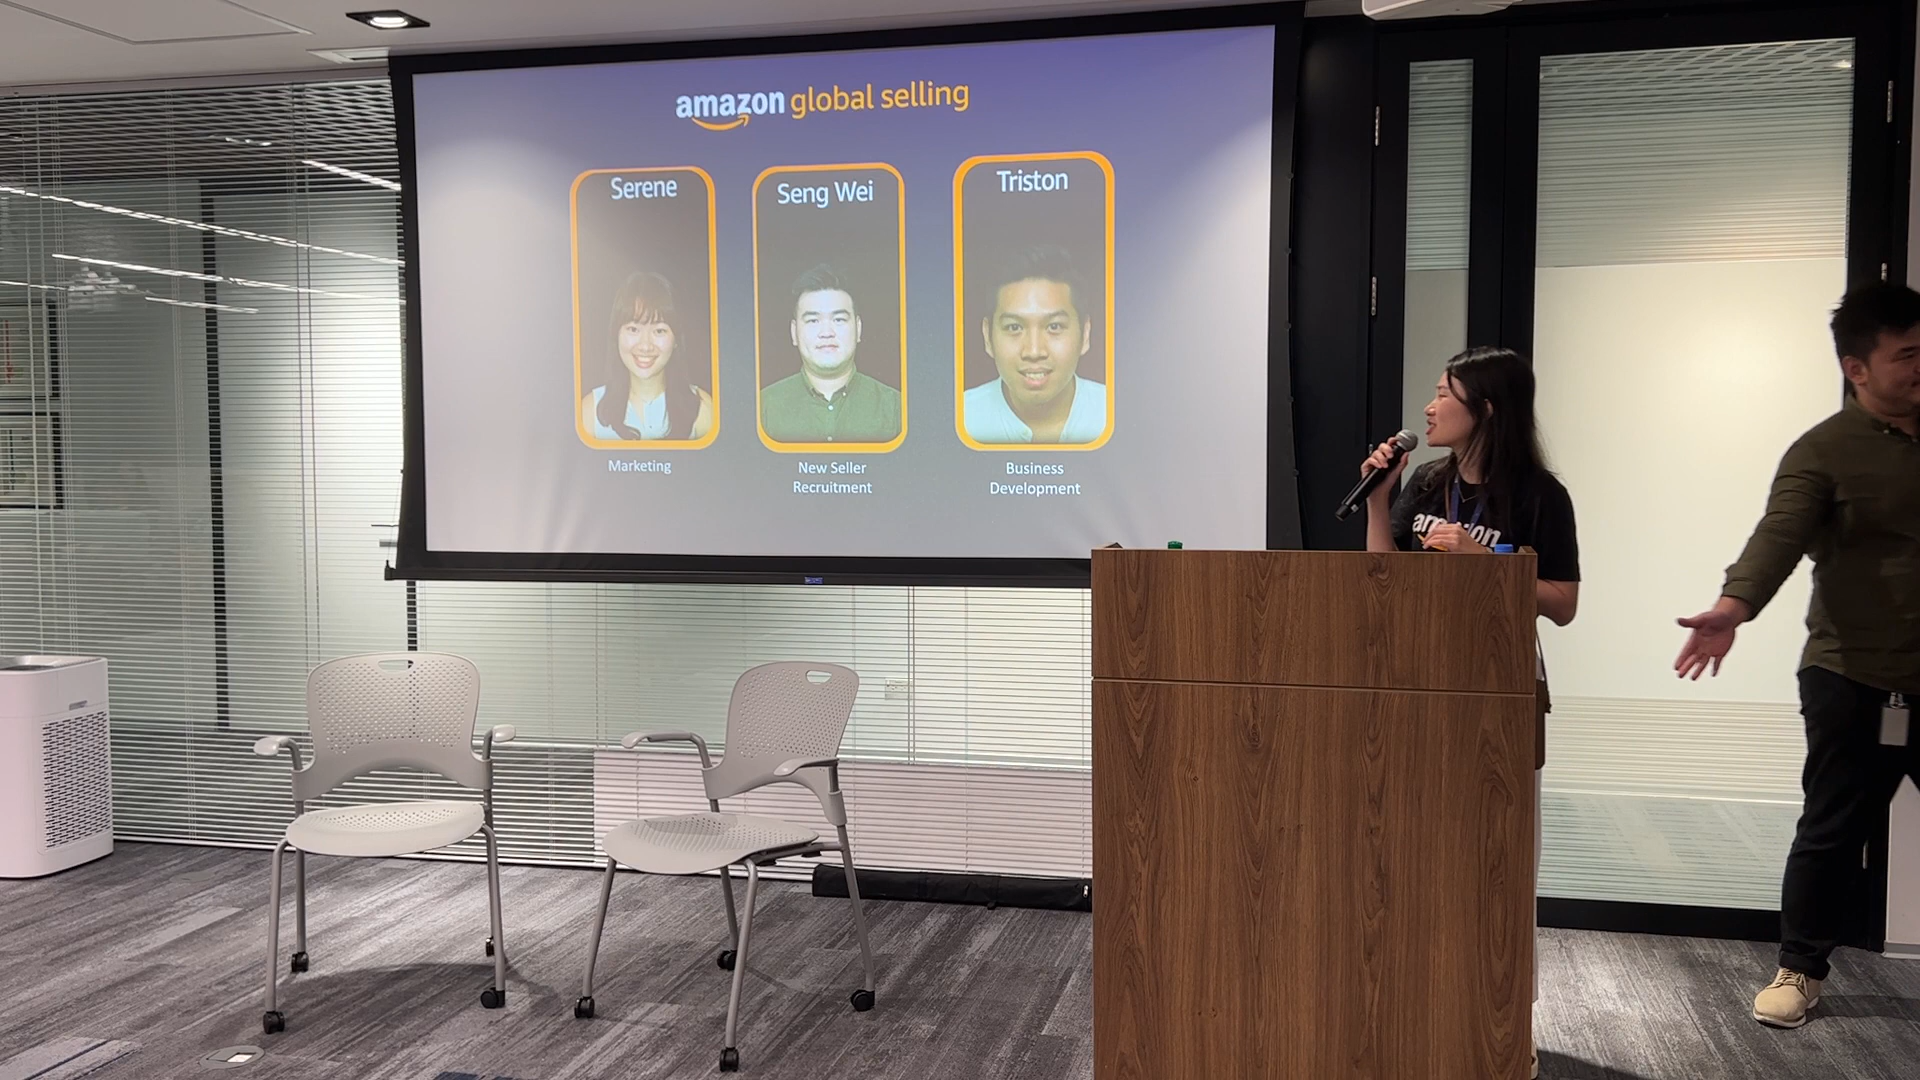 amazon global selling
Serene
Seng Wei
Triston
Marketing
New Seller
Recruitment
Business
Development